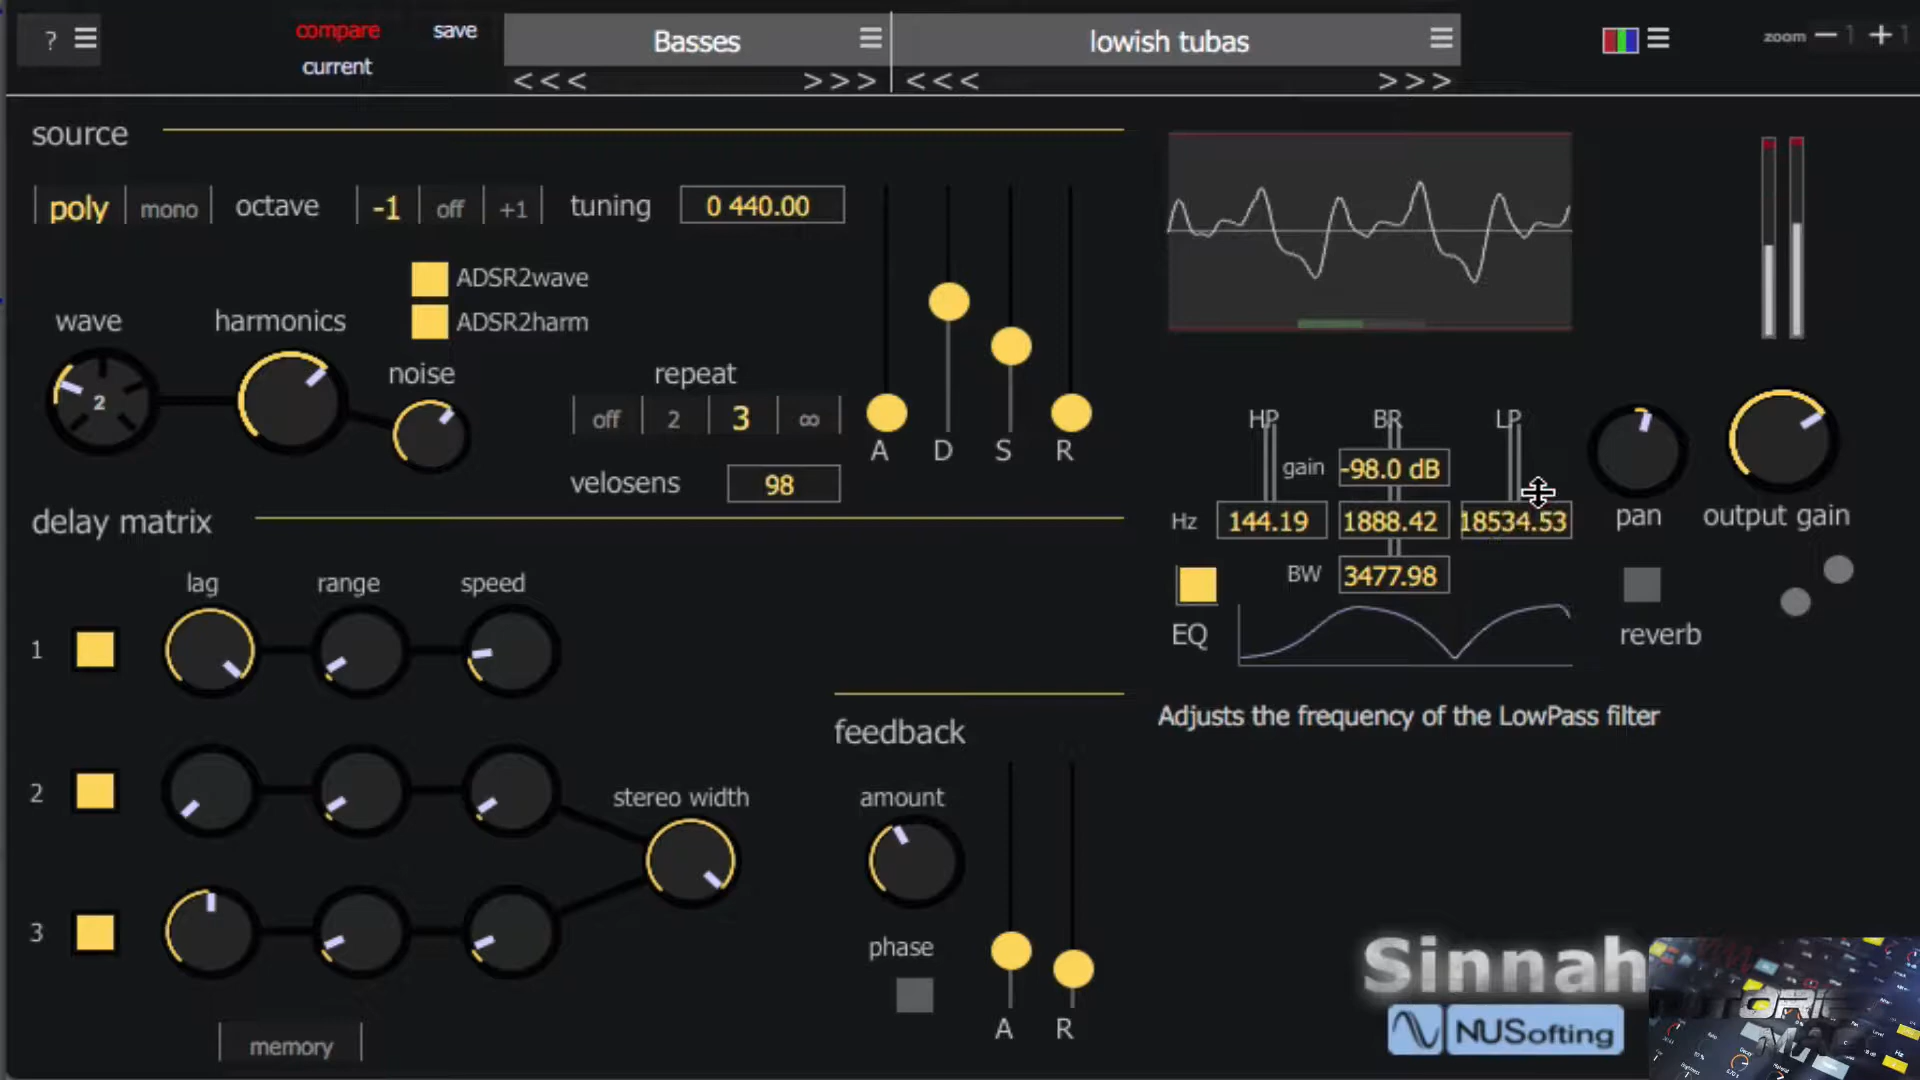 ?
compare
save
current
Basses
lowish tubas
<<<
>>>
<<<
>>>
zoom
source
poly
mono
octave
-1
off
+1
tuning
0 440.00
ADSR2wave
ADSR2harm
wave
harmonics
noise
2
repeat
off
2
3
∞
velosens
98
A
D
S
R
HP
BR
LP
gain
-98.0 dB
Hz
144.19
1888.42
18534.53
BW
3477.98
EQ
pan
output gain
reverb
Adjusts the frequency of the LowPass filter
delay matrix
lag
range
speed
1
2
3
stereo width
memory
feedback
amount
phase
A
R
Sinnah
NUSofting